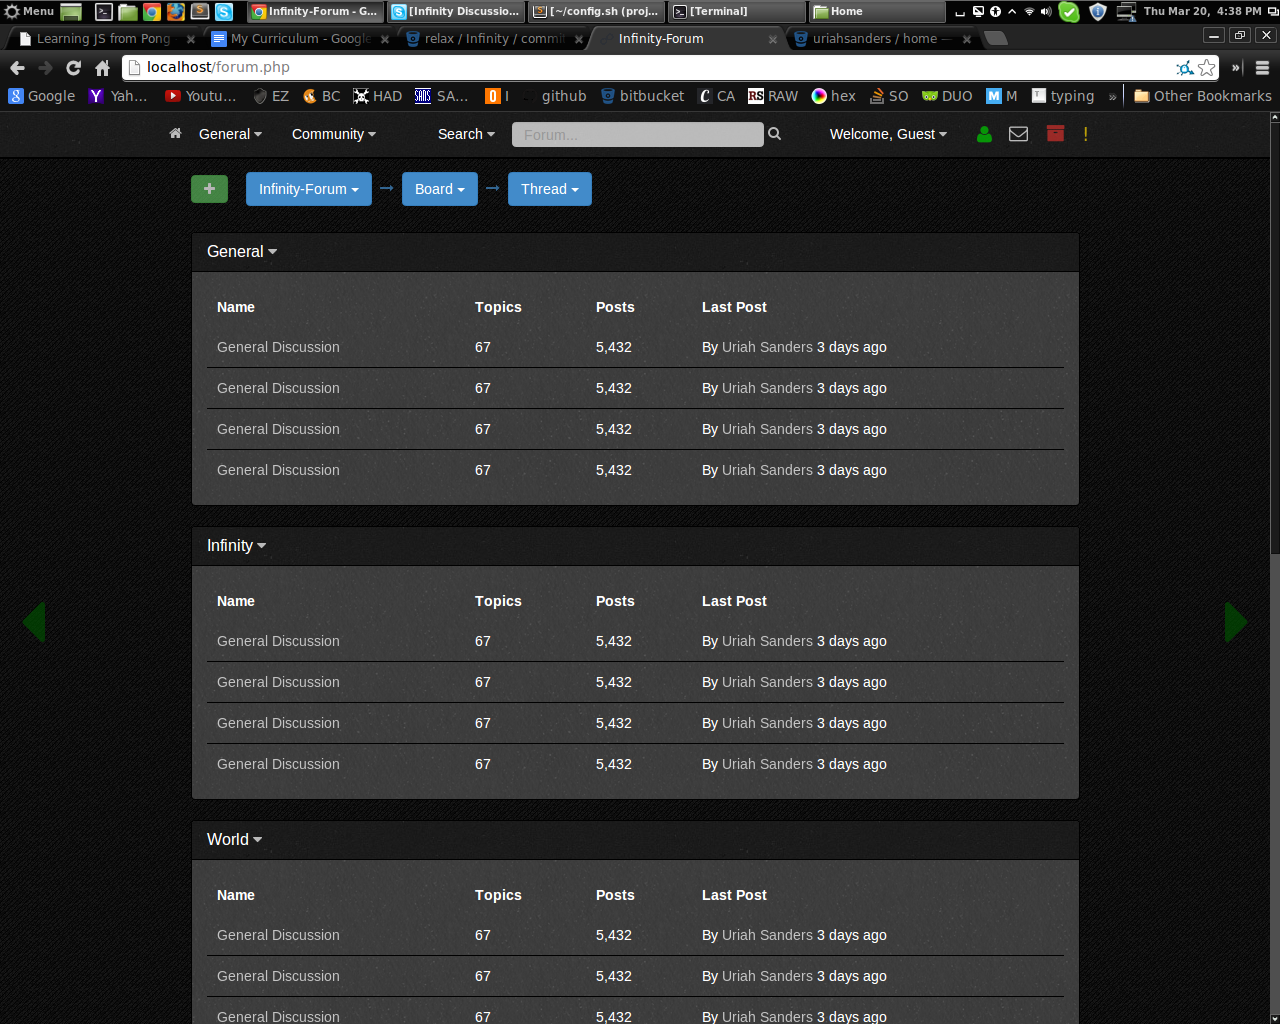 Menu Infinity-Forum - G... [Infinity Discussio... [~/config.sh (proj... [Terminal] Home Thu Mar 20, 4:38 PM
Learning JS from Pong My Curriculum - Google relax / Infinity / commit Infinity-Forum uriahsanders / home —
localhost/forum.php »
Google Yah... Youtu... EZ BC HAD SA... I github bitbucket CA RAW hex SO DUO M typing » Other Bookmarks
General Community Search Forum... Welcome, Guest !
+ Infinity-Forum Board Thread
General
Name Topics Posts Last Post
General Discussion 67 5,432 By Uriah Sanders 3 days ago
General Discussion 67 5,432 By Uriah Sanders 3 days ago
General Discussion 67 5,432 By Uriah Sanders 3 days ago
General Discussion 67 5,432 By Uriah Sanders 3 days ago
Infinity
Name Topics Posts Last Post
General Discussion 67 5,432 By Uriah Sanders 3 days ago
General Discussion 67 5,432 By Uriah Sanders 3 days ago
General Discussion 67 5,432 By Uriah Sanders 3 days ago
General Discussion 67 5,432 By Uriah Sanders 3 days ago
World
Name Topics Posts Last Post
General Discussion 67 5,432 By Uriah Sanders 3 days ago
General Discussion 67 5,432 By Uriah Sanders 3 days ago
General Discussion 67 5,432 By Uriah Sanders 3 days ago